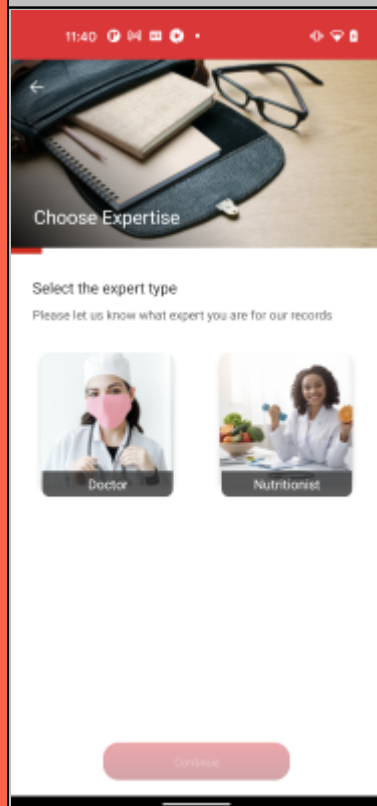 11:40
Choose Expertise
Select the expert type
Please let us know what expert you are for our records
Doctor
Nutritionist
Continue